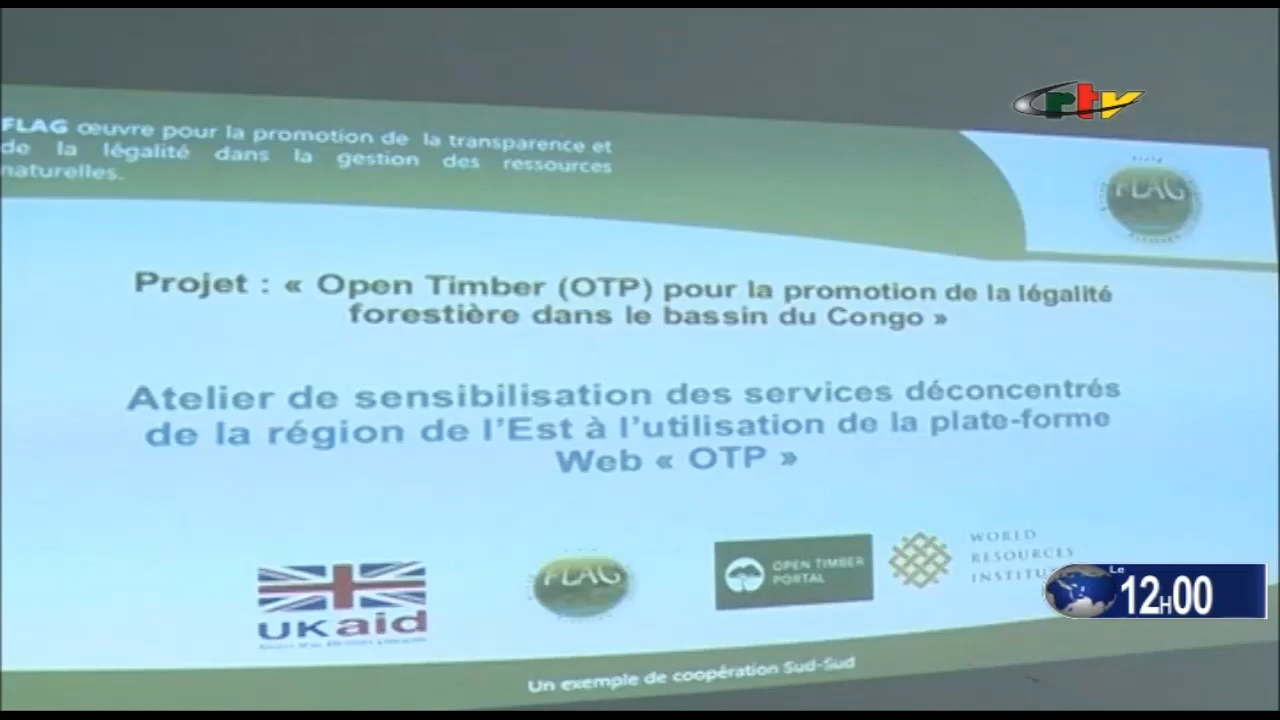 crtv
FLAG œuvre pour la promotion de la transparence et
de la légalité dans la gestion des ressources
naturelles.
FLAG
Projet : « Open Timber (OTP) pour la promotion de la légalité
forestière dans le bassin du Congo »
Atelier de sensibilisation des services déconcentrés
de la région de l'Est à l'utilisation de la plate-forme
Web « OTP »
UKaid
FLAG
OPEN TIMBER
PORTAL
WORLD
RESOURCES
Le
12H00
Un exemple de coopération Sud-Sud